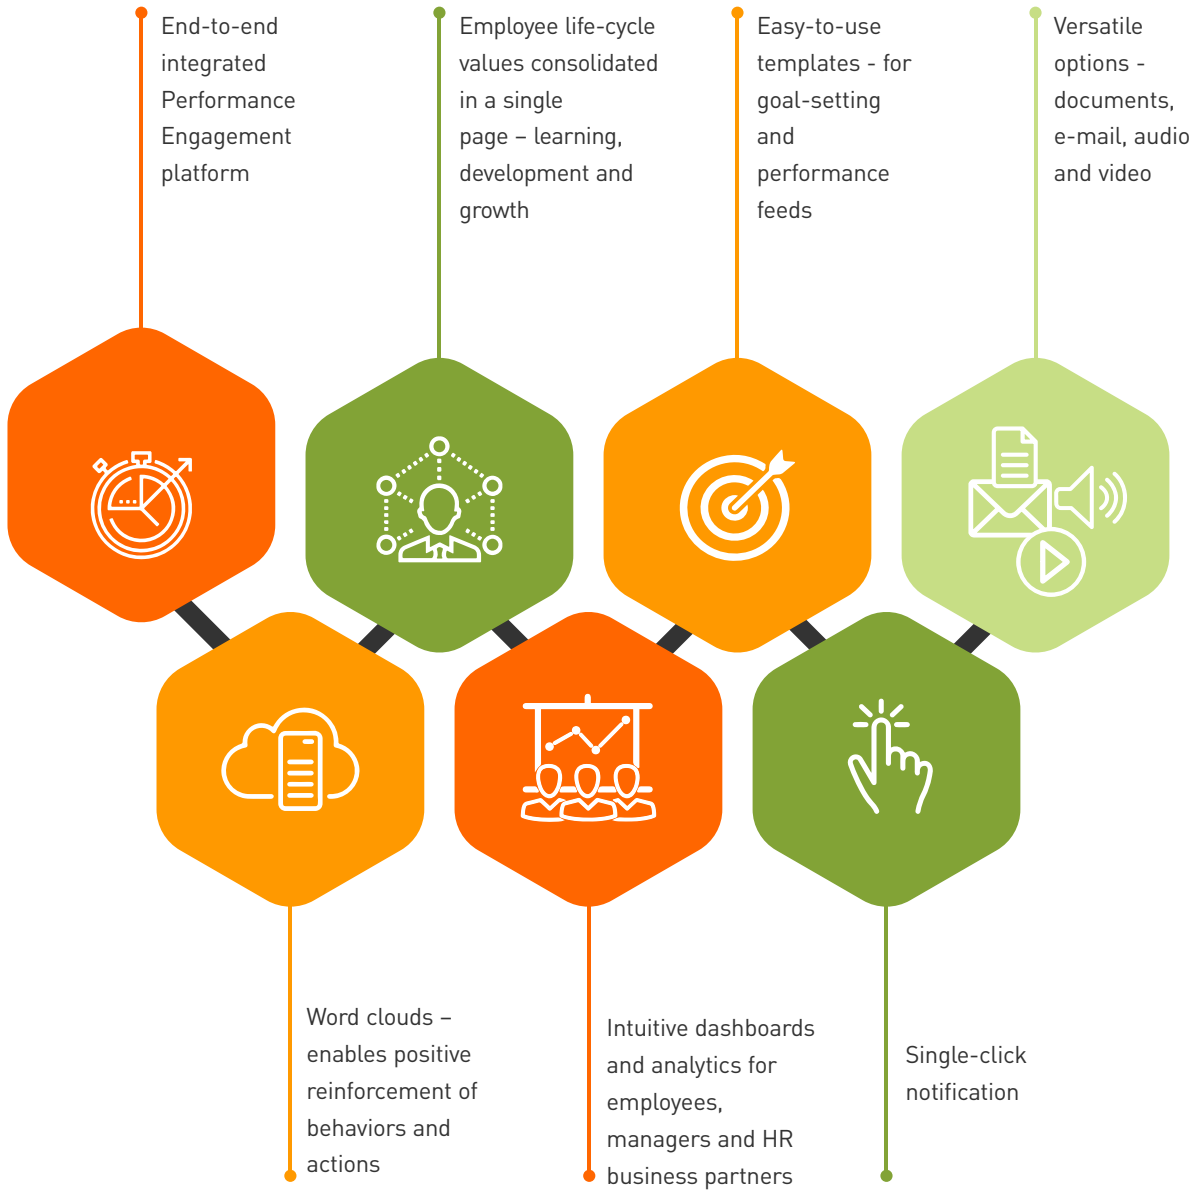 End-to-end
integrated
Performance
Engagement
platform
Employee life-cycle
values consolidated
in a single
page – learning,
development and
growth
Easy-to-use
templates - for
goal-setting
and
performance
feeds
Versatile
options -
documents,
e-mail, audio
and video
Word clouds –
enables positive
reinforcement of
behaviors and
actions
Intuitive dashboards
and analytics for
employees,
managers and HR
business partners
Single-click
notification